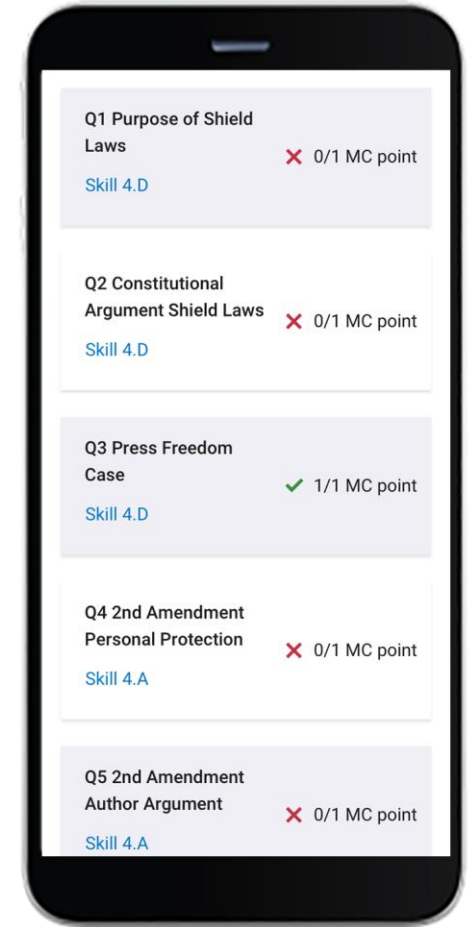 Q1 Purpose of Shield
Laws
0/1 MC point
Skill 4.D
Q2 Constitutional
Argument Shield Laws
0/1 MC point
Skill 4.D
Q3 Press Freedom
Case
1/1 MC point
Skill 4.D
Q4 2nd Amendment
Personal Protection
0/1 MC point
Skill 4.A
Q5 2nd Amendment
Author Argument
0/1 MC point
Skill 4.A